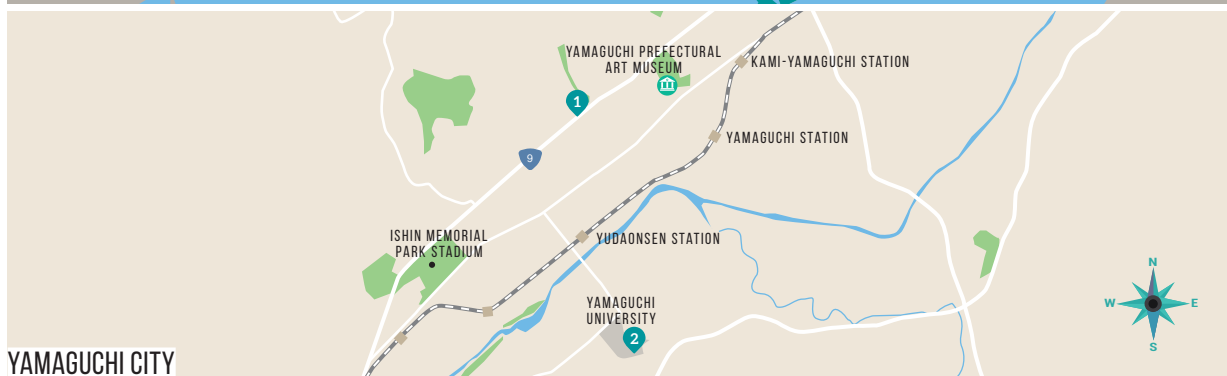 YAMAGUCHI PREFECTURAL
ART MUSEUM
KAMI-YAMAGUCHI STATION
1
YAMAGUCHI STATION
9
ISHIN MEMORIAL
PARK STADIUM
YUDAONSEN STATION
YAMAGUCHI
UNIVERSITY
2
N
W
E
S
YAMAGUCHI CITY